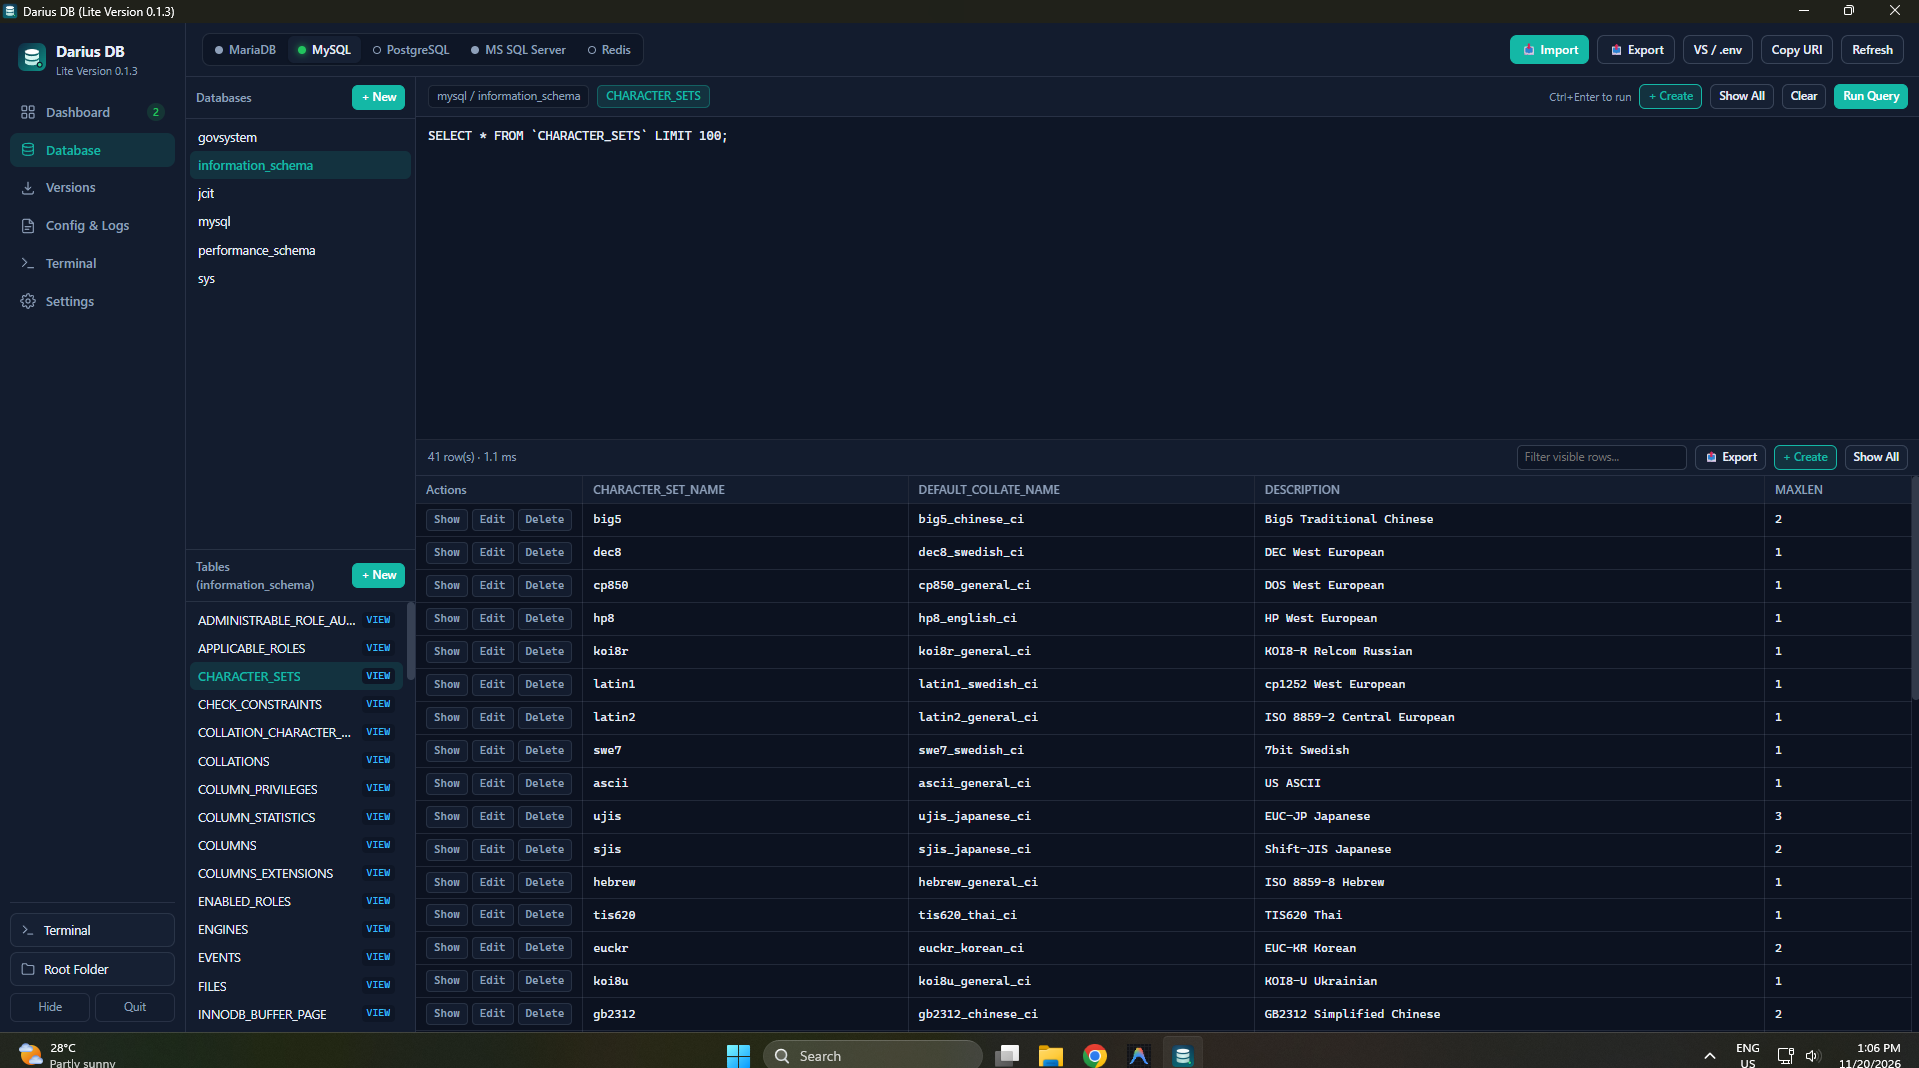 Darius DB (Lite Version 0.1.3)
Darius DB
Lite Version 0.1.3
Dashboard 2
Database
Versions
Config & Logs
Terminal
Settings
Terminal
Root Folder
Hide Quit
MariaDB MySQL PostgreSQL MS SQL Server Redis
Import Export VS / .env Copy URI Refresh
Databases + New
govsystem
information_schema
jcit
mysql
performance_schema
sys
Tables
(information_schema)
+ New
ADMINISTRABLE_ROLE_AU... VIEW
APPLICABLE_ROLES VIEW
CHARACTER_SETS VIEW
CHECK_CONSTRAINTS VIEW
COLLATION_CHARACTER_... VIEW
COLLATIONS VIEW
COLUMN_PRIVILEGES VIEW
COLUMN_STATISTICS VIEW
COLUMNS VIEW
COLUMNS_EXTENSIONS VIEW
ENABLED_ROLES VIEW
ENGINES VIEW
EVENTS VIEW
FILES VIEW
INNODB_BUFFER_PAGE VIEW
mysql / information_schema CHARACTER_SETS Ctrl+Enter to run + Create Show All Clear Run Query
SELECT * FROM `CHARACTER_SETS` LIMIT 100;
41 row(s) · 1.1 ms Filter visible rows... Export + Create Show All
Actions CHARACTER_SET_NAME DEFAULT_COLLATE_NAME DESCRIPTION MAXLEN
Show Edit Delete big5 big5_chinese_ci Big5 Traditional Chinese 2
Show Edit Delete dec8 dec8_swedish_ci DEC West European 1
Show Edit Delete cp850 cp850_general_ci DOS West European 1
Show Edit Delete hp8 hp8_english_ci HP West European 1
Show Edit Delete koi8r koi8r_general_ci KOI8-R Relcom Russian 1
Show Edit Delete latin1 latin1_swedish_ci cp1252 West European 1
Show Edit Delete latin2 latin2_general_ci ISO 8859-2 Central European 1
Show Edit Delete swe7 swe7_swedish_ci 7bit Swedish 1
Show Edit Delete ascii ascii_general_ci US ASCII 1
Show Edit Delete ujis ujis_japanese_ci EUC-JP Japanese 3
Show Edit Delete sjis sjis_japanese_ci Shift-JIS Japanese 2
Show Edit Delete hebrew hebrew_general_ci ISO 8859-8 Hebrew 1
Show Edit Delete tis620 tis620_thai_ci TIS620 Thai 1
Show Edit Delete euckr euckr_korean_ci EUC-KR Korean 2
Show Edit Delete koi8u koi8u_general_ci KOI8-U Ukrainian 1
Show Edit Delete gb2312 gb2312_chinese_ci GB2312 Simplified Chinese 2
28°C
Partly sunny
Search
ENG
US
1:06 PM
11/20/2026